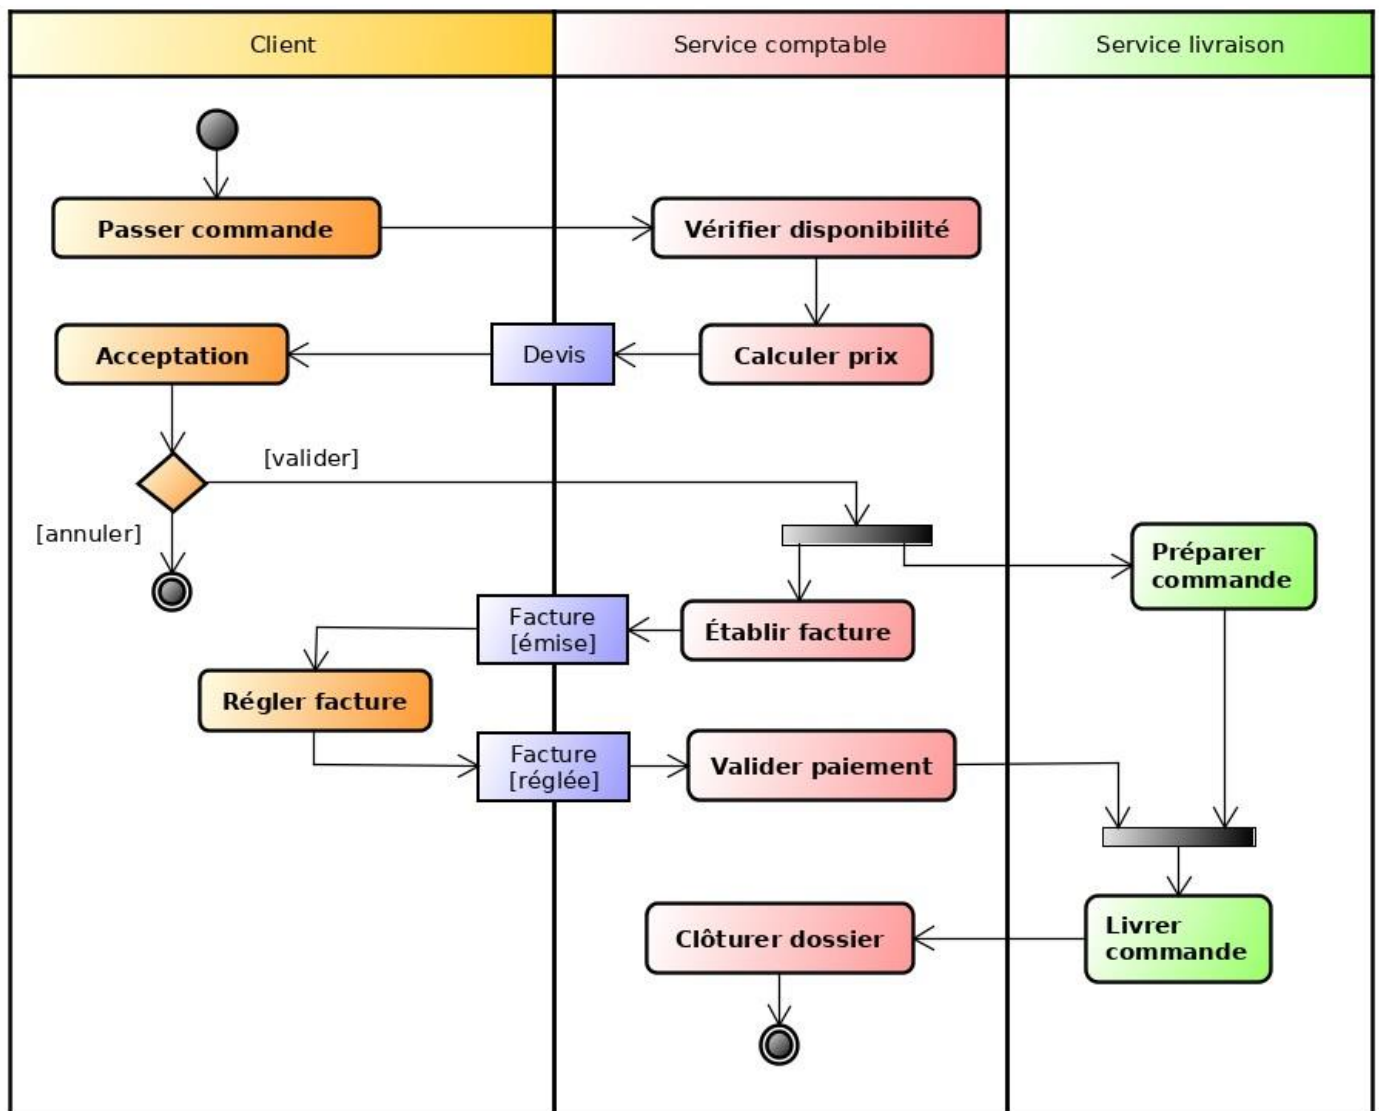 Client
Service comptable
Service livraison
Passer commande
Vérifier disponibilité
Acceptation
Devis
Calculer prix
[valider]
[annuler]
Préparer
commande
Facture
[émise]
Établir facture
Régler facture
Facture
[réglée]
Valider paiement
Clôturer dossier
Livrer
commande